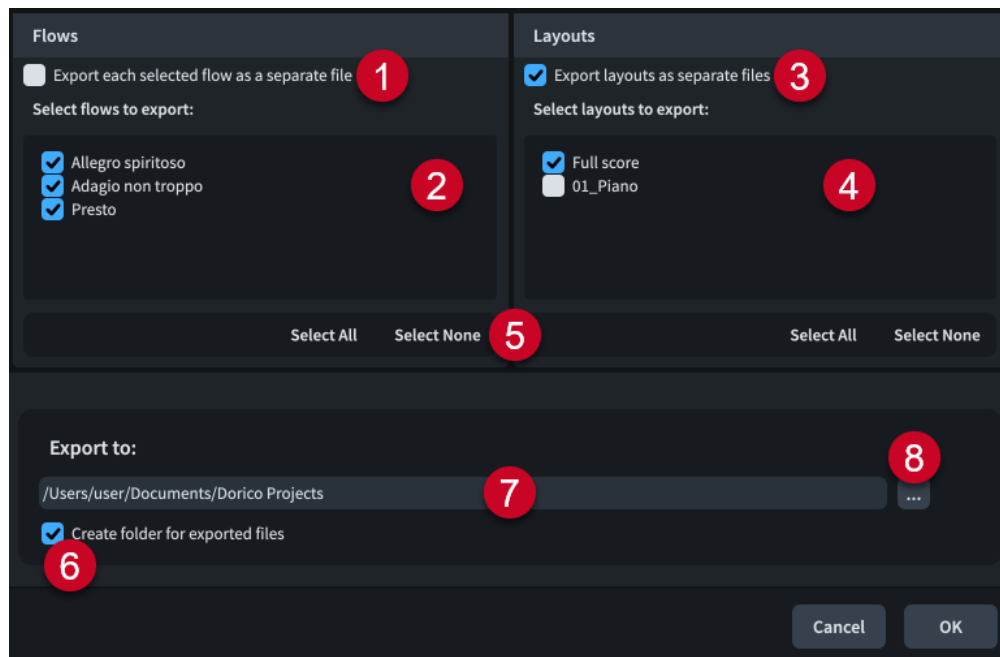 Flows
Export each selected flow as a separate file 1
Select flows to export:
Allegro spiritoso
Adagio non troppo
Presto
2
Select All Select None 5
Layouts
Export layouts as separate files 3
Select layouts to export:
Full score
01_Piano
4
Select All Select None
Export to:
8
/Users/user/Documents/Dorico Projects 7 ...
Create folder for exported files
6
Cancel OK